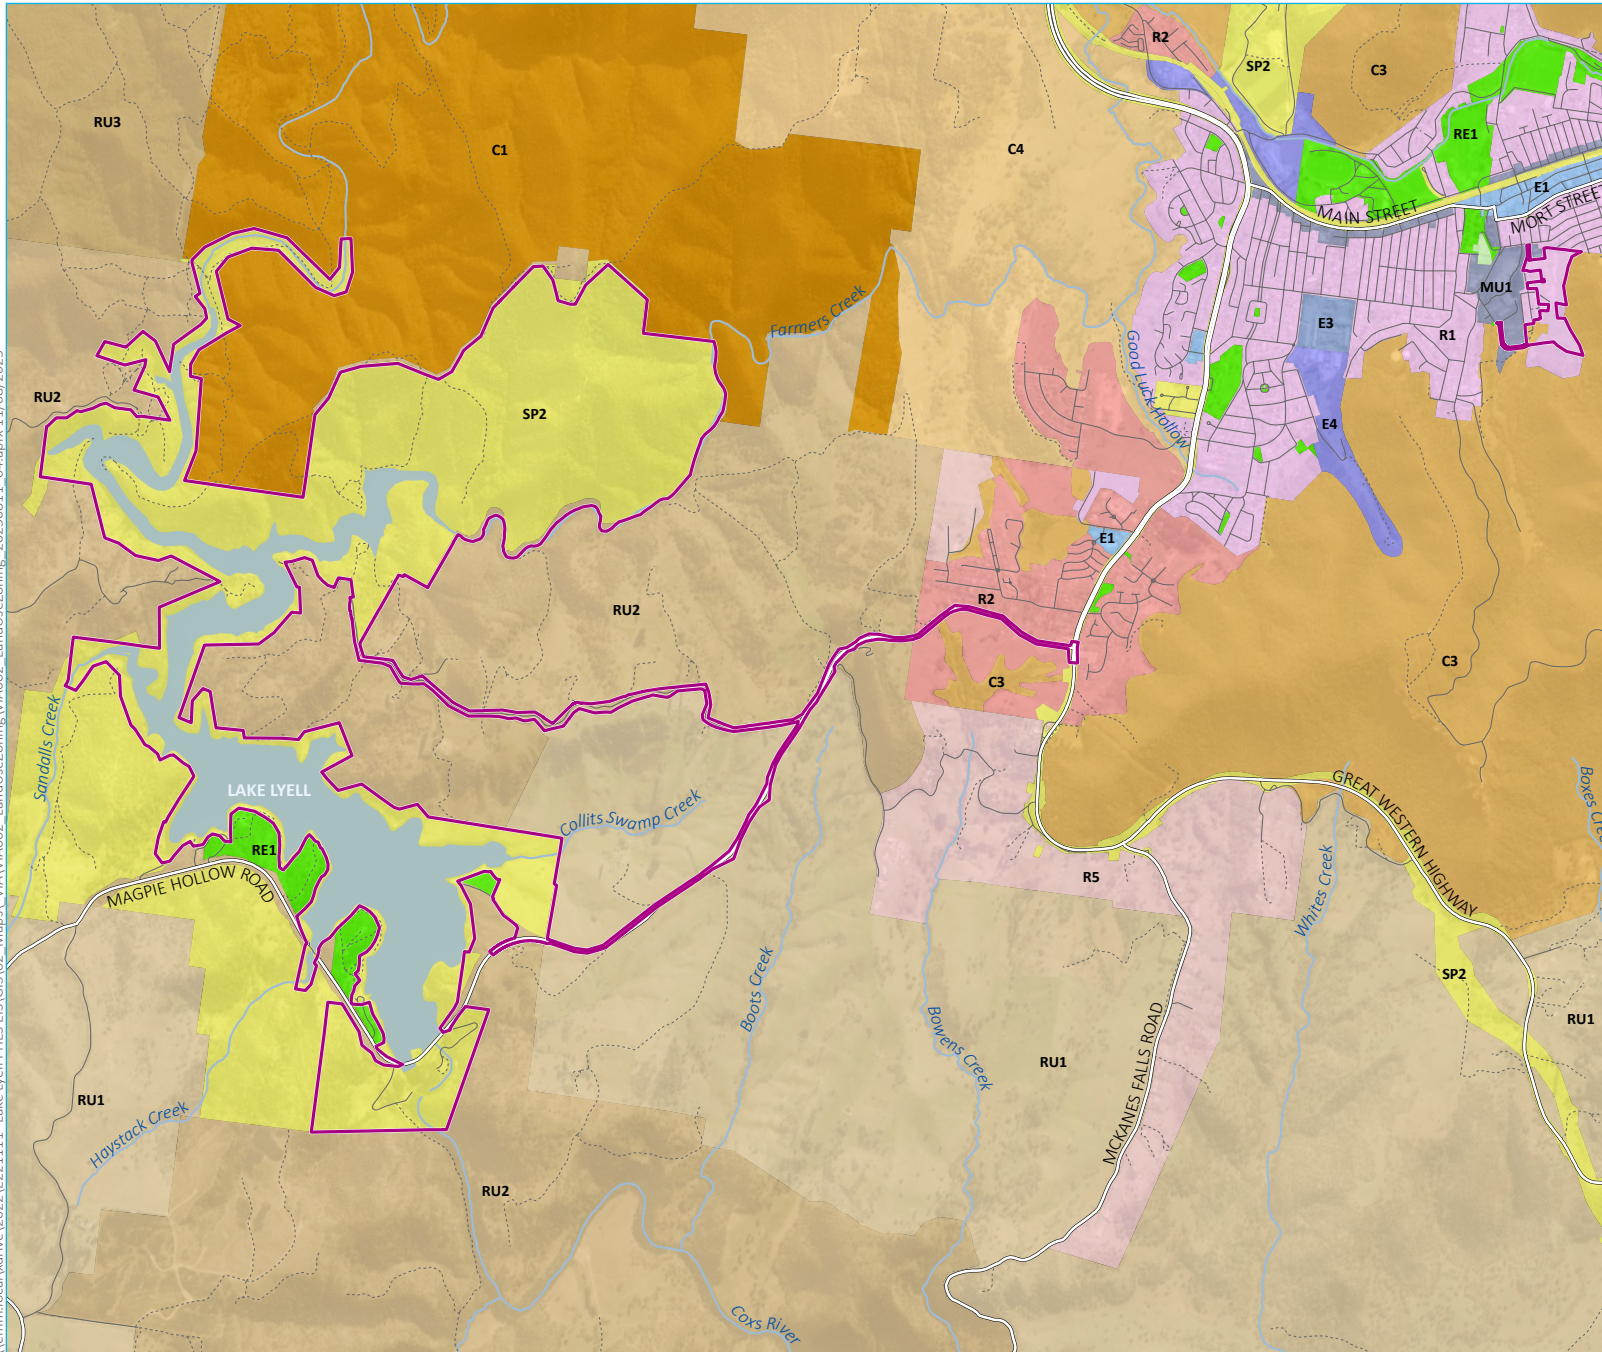 R2
SP2
C3
RU3
RE1
C1
C4
E1
MAIN STREET
MORT STREE
MU1
Farmers Creek
E3
R1
Good Luck Hollow
RU2
SP2
E4
E1
R2
RU2
C3
C3
Sandalls Creek
LAKE LYELL
GREAT WESTERN HIGHWAY
Boxes Cree
Collits Swamp Creek
RE1
MAGPIE HOLLOW ROAD
R5
Whites Creek
SP2
Boots Creek
RU1
Bowens Creek
RU1
MCKANES FALLS ROAD
RU1
Haystack Creek
RU2
Coxs River